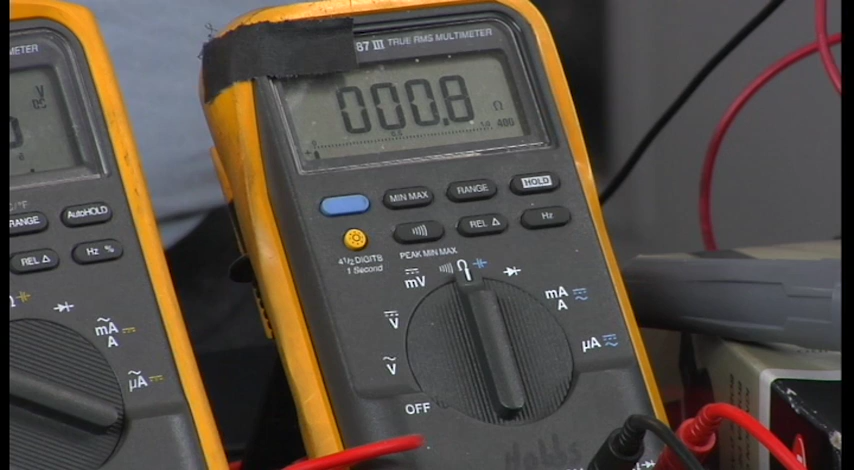 METER
V
RANGE
AutoHOLD
REL Δ
Hz %
Ω
mA
A
μA
87 III TRUE RMS MULTIMETER
000.8 Ω
400
MIN MAX
RANGE
HOLD
REL Δ
Hz
PEAK MIN MAX
4½ DIGITS
1 Second
mV
V
V
OFF
Ω
mA
A
μA
Hobbs